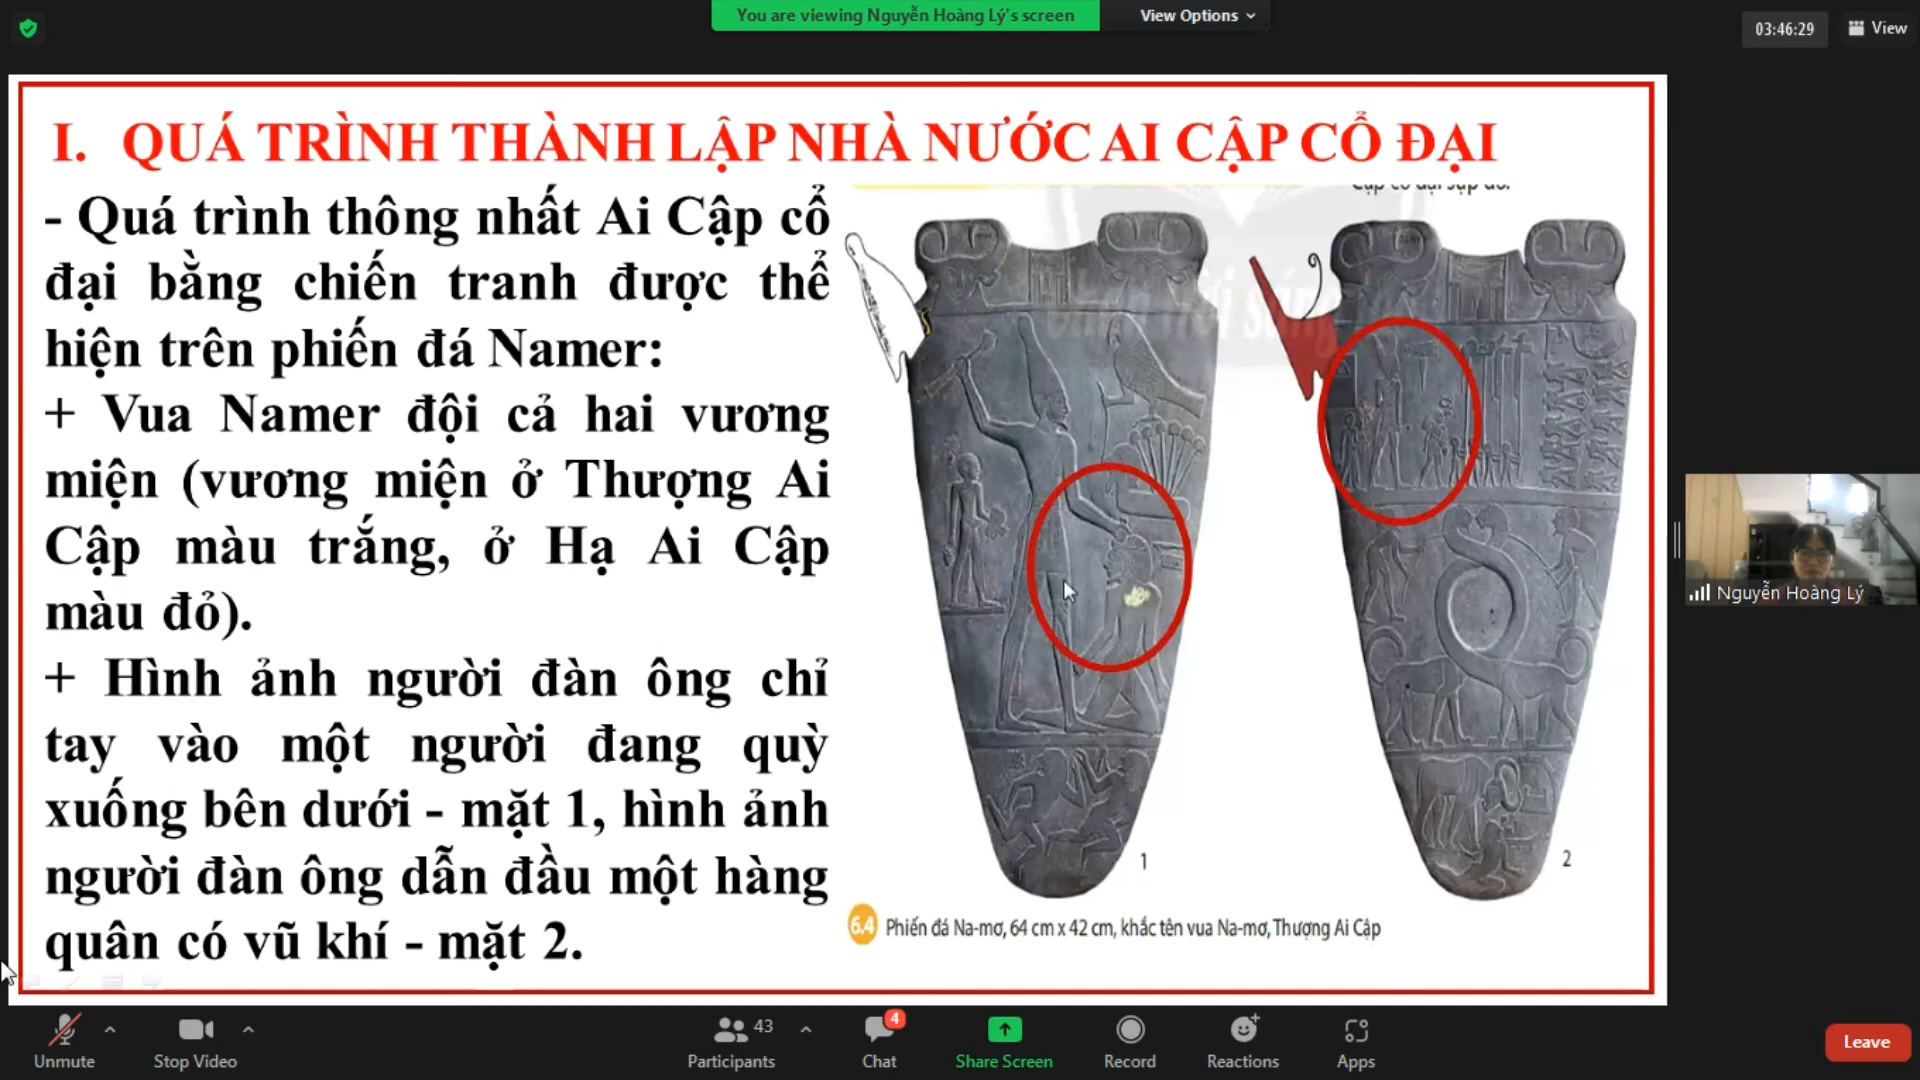 You are viewing Nguyễn Hoàng Lý's screen
View Options
03:46:29
View
I. QUÁ TRÌNH THÀNH LẬP NHÀ NƯỚC AI CẬP CỔ ĐẠI
- Quá trình thông nhất Ai Cập cổ
đại bằng chiến tranh được thể
hiện trên phiến đá Namer:
+ Vua Namer đội cả hai vương
miện (vương miện ở Thượng Ai
Cập màu trắng, ở Hạ Ai Cập
màu đỏ).
+ Hình ảnh người đàn ông chỉ
tay vào một người đang quỳ
xuống bên dưới - mặt 1, hình ảnh
người đàn ông dẫn đầu một hàng
quân có vũ khí - mặt 2.
1
2
6.4 Phiến đá Na-mơ, 64 cm x 42 cm, khắc tên vua Na-mơ, Thượng Ai Cập
Nguyễn Hoàng Lý
Unmute
Stop Video
43
Participants
4
Chat
Share Screen
Record
Reactions
Apps
Leave